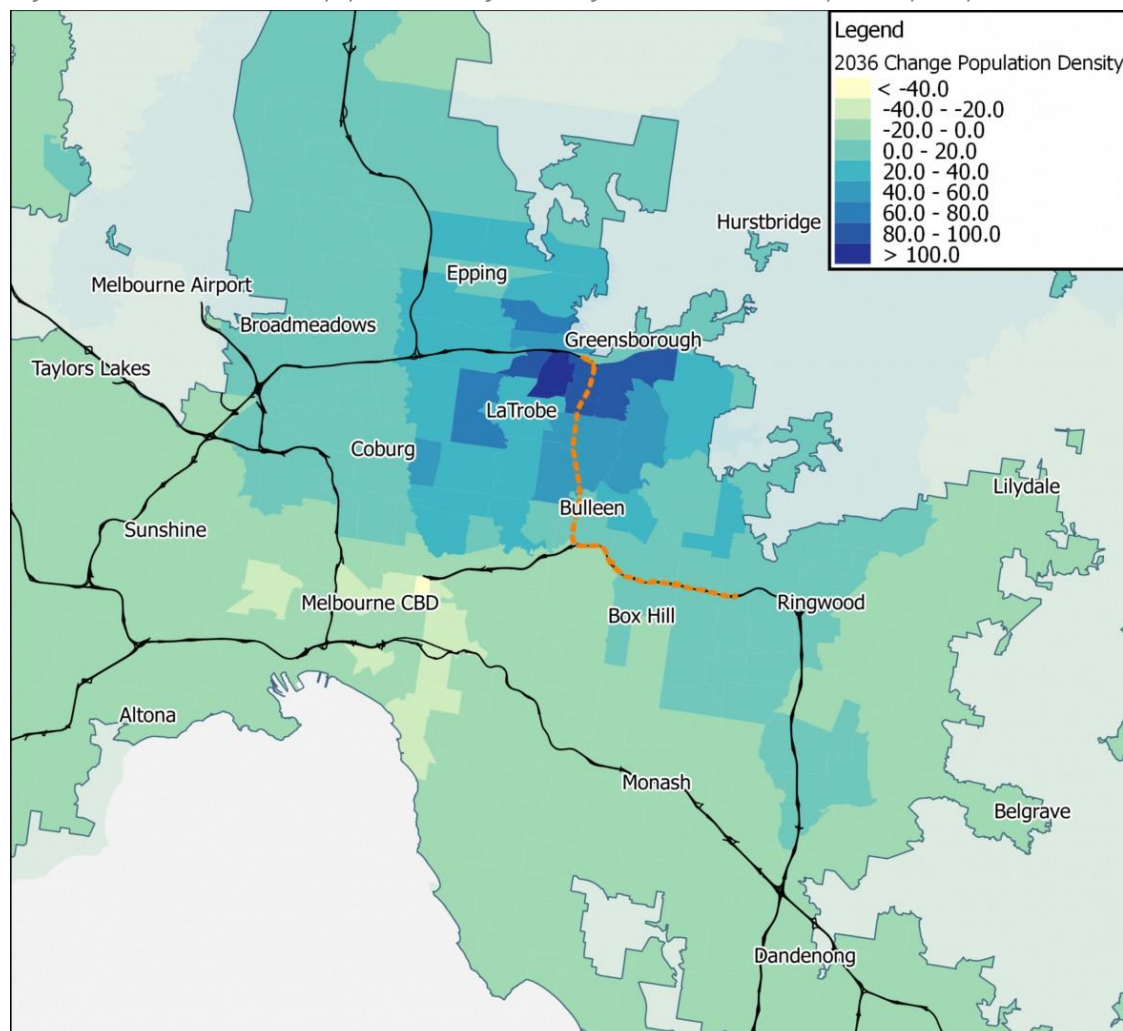 Legend
2036 Change Population Density
< -40.0
-40.0 - -20.0
-20.0 - 0.0
0.0 - 20.0
20.0 - 40.0
40.0 - 60.0
60.0 - 80.0
80.0 - 100.0
> 100.0
Hurstbridge
Epping
Melbourne Airport
Broadmeadows
Greensborough
Taylors Lakes
LaTrobe
Coburg
Lilydale
Bulleen
Sunshine
Melbourne CBD
Ringwood
Box Hill
Altona
Monash
Belgrave
Dandenong